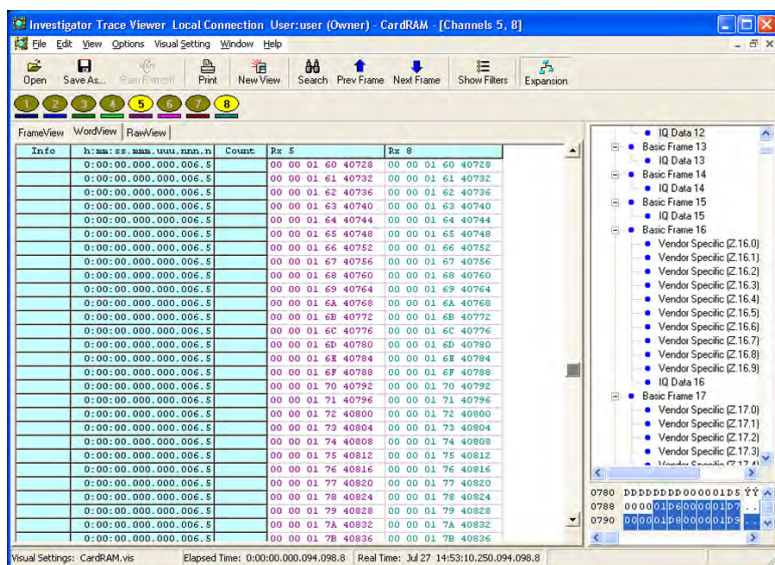 Investigator Trace Viewer Local Connection User:user (Owner) - CardRAM - [Channels 5, 8]
File Edit View Options Visual Setting Window Help
Open Save As... Ram Refresh Print New View Search Prev Frame Next Frame Show Filters Expansion
1 2 3 4 5 6 7 8
FrameView WordView RawView
Info h:mm:ss.mmm.uuu.nnn.n Count Rx 5 Rx 8
0:00:00.000.000.006.5 00 00 01 60 40728 00 00 01 60 40728
0:00:00.000.000.006.5 00 00 01 61 40732 00 00 01 61 40732
0:00:00.000.000.006.5 00 00 01 62 40736 00 00 01 62 40736
0:00:00.000.000.006.5 00 00 01 63 40740 00 00 01 63 40740
0:00:00.000.000.006.5 00 00 01 64 40744 00 00 01 64 40744
0:00:00.000.000.006.5 00 00 01 65 40748 00 00 01 65 40748
0:00:00.000.000.006.5 00 00 01 66 40752 00 00 01 66 40752
0:00:00.000.000.006.5 00 00 01 67 40756 00 00 01 67 40756
0:00:00.000.000.006.5 00 00 01 68 40760 00 00 01 68 40760
0:00:00.000.000.006.5 00 00 01 69 40764 00 00 01 69 40764
0:00:00.000.000.006.5 00 00 01 6A 40768 00 00 01 6A 40768
0:00:00.000.000.006.5 00 00 01 6B 40772 00 00 01 6B 40772
0:00:00.000.000.006.5 00 00 01 6C 40776 00 00 01 6C 40776
0:00:00.000.000.006.5 00 00 01 6D 40780 00 00 01 6D 40780
0:00:00.000.000.006.5 00 00 01 6E 40784 00 00 01 6E 40784
0:00:00.000.000.006.5 00 00 01 6F 40788 00 00 01 6F 40788
0:00:00.000.000.006.5 00 00 01 70 40792 00 00 01 70 40792
0:00:00.000.000.006.5 00 00 01 71 40796 00 00 01 71 40796
0:00:00.000.000.006.5 00 00 01 72 40800 00 00 01 72 40800
0:00:00.000.000.006.5 00 00 01 73 40804 00 00 01 73 40804
0:00:00.000.000.006.5 00 00 01 74 40808 00 00 01 74 40808
0:00:00.000.000.006.5 00 00 01 75 40812 00 00 01 75 40812
0:00:00.000.000.006.5 00 00 01 76 40816 00 00 01 76 40816
0:00:00.000.000.006.5 00 00 01 77 40820 00 00 01 77 40820
0:00:00.000.000.006.5 00 00 01 78 40824 00 00 01 78 40824
0:00:00.000.000.006.5 00 00 01 79 40828 00 00 01 79 40828
0:00:00.000.000.006.5 00 00 01 7A 40832 00 00 01 7A 40832
0:00:00.000.000.006.5 00 00 01 7B 40836 00 00 01 7B 40836
IQ Data 12
Basic Frame 13
IQ Data 13
Basic Frame 14
IQ Data 14
Basic Frame 15
IQ Data 15
Basic Frame 16
Vendor Specific (Z.16.0)
Vendor Specific (Z.16.1)
Vendor Specific (Z.16.2)
Vendor Specific (Z.16.3)
Vendor Specific (Z.16.4)
Vendor Specific (Z.16.5)
Vendor Specific (Z.16.6)
Vendor Specific (Z.16.7)
Vendor Specific (Z.16.8)
Vendor Specific (Z.16.9)
IQ Data 16
Basic Frame 17
Vendor Specific (Z.17.0)
Vendor Specific (Z.17.1)
Vendor Specific (Z.17.2)
Vendor Specific (Z.17.3)
Vendor Specific (Z.17.4)
0780 DDDDDDDD000001D5 ÝÝ
0788 000001D6000001D7 ..
0790 000001D8000001D9 ..
Visual Settings: CardRAM.vis Elapsed Time: 0:00:00.000.094.098.8 Real Time: Jul 27 14:53:10.250.094.098.8